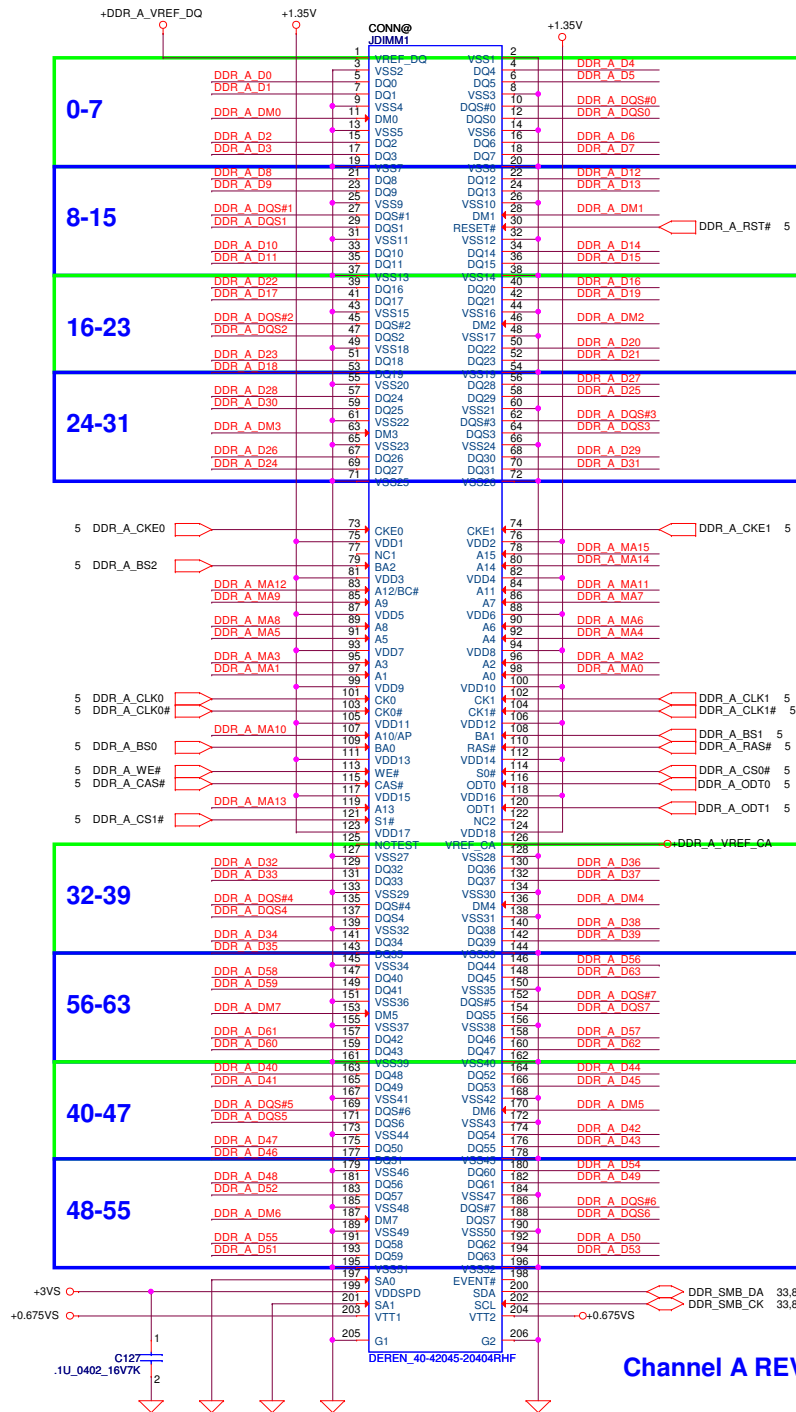 +DDR_A_VREF_DQ +1.35V +1.35V
CONN@
JDIMM1
1 VREF_DQ VSS1 2
3 VSS2 DQ4 4 DDR_A_D4
DDR_A_D0 5 DQ0 DQ5 6 DDR_A_D5
DDR_A_D1 7 DQ1 VSS3 8
9 VSS4 DQS#0 10 DDR_A_DQS#0
DDR_A_DM0 11 DM0 DQS0 12 DDR_A_DQS0
13 VSS5 VSS6 14
DDR_A_D2 15 DQ2 DQ6 16 DDR_A_D6
DDR_A_D3 17 DQ3 DQ7 18 DDR_A_D7
0-7
19 VSS7 VSS8 20
DDR_A_D8 21 DQ8 DQ12 22 DDR_A_D12
DDR_A_D9 23 DQ9 DQ13 24 DDR_A_D13
25 VSS9 VSS10 26
DDR_A_DQS#1 27 DQS#1 DM1 28 DDR_A_DM1
DDR_A_DQS1 29 DQS1 RESET# 30 DDR_A_RST# 5
31 VSS11 VSS12 32
DDR_A_D10 33 DQ10 DQ14 34 DDR_A_D14
DDR_A_D11 35 DQ11 DQ15 36 DDR_A_D15
8-15
37 VSS13 VSS14 38
DDR_A_D22 39 DQ16 DQ20 40 DDR_A_D16
DDR_A_D17 41 DQ17 DQ21 42 DDR_A_D19
43 VSS15 VSS16 44
DDR_A_DQS#2 45 DQS#2 DM2 46 DDR_A_DM2
DDR_A_DQS2 47 DQS2 VSS17 48
49 VSS18 DQ22 50 DDR_A_D20
DDR_A_D23 51 DQ18 DQ23 52 DDR_A_D21
DDR_A_D18 53 DQ19 VSS19 54
16-23
55 VSS20 DQ28 56 DDR_A_D27
DDR_A_D28 57 DQ24 DQ29 58 DDR_A_D25
DDR_A_D30 59 DQ25 VSS21 60
61 VSS22 DQS#3 62 DDR_A_DQS#3
DDR_A_DM3 63 DM3 DQS3 64 DDR_A_DQS3
65 VSS23 VSS24 66
DDR_A_D26 67 DQ26 DQ30 68 DDR_A_D29
DDR_A_D24 69 DQ27 DQ31 70 DDR_A_D31
71 VSS25 VSS26 72
24-31
5 DDR_A_CKE0 73 CKE0 CKE1 74 DDR_A_CKE1 5
75 VDD1 VDD2 76
77 NC1 A15 78 DDR_A_MA15
5 DDR_A_BS2 79 BA2 A14 80 DDR_A_MA14
81 VDD3 VDD4 82
DDR_A_MA12 83 A12/BC# A11 84 DDR_A_MA11
DDR_A_MA9 85 A9 A7 86 DDR_A_MA7
87 VDD5 VDD6 88
DDR_A_MA8 89 A8 A6 90 DDR_A_MA6
DDR_A_MA5 91 A5 A4 92 DDR_A_MA4
93 VDD7 VDD8 94
DDR_A_MA3 95 A3 A2 96 DDR_A_MA2
DDR_A_MA1 97 A1 A0 98 DDR_A_MA0
99 VDD9 VDD10 100
5 DDR_A_CLK0 101 CK0 CK1 102 DDR_A_CLK1 5
5 DDR_A_CLK0# 103 CK0# CK1# 104 DDR_A_CLK1# 5
105 VDD11 VDD12 106
DDR_A_MA10 107 A10/AP BA1 108 DDR_A_BS1 5
5 DDR_A_BS0 109 BA0 RAS# 110 DDR_A_RAS# 5
111 VDD13 VDD14 112
5 DDR_A_WE# 113 WE# S0# 114 DDR_A_CS0# 5
5 DDR_A_CAS# 115 CAS# ODT0 116 DDR_A_ODT0 5
117 VDD15 VDD16 118
DDR_A_MA13 119 A13 ODT1 120 DDR_A_ODT1 5
5 DDR_A_CS1# 121 S1# NC2 122
123 VDD17 VDD18 124
125 NCTEST VREF_CA 126 +DDR_A_VREF_CA
127 VSS27 VSS28 128
DDR_A_D32 129 DQ32 DQ36 130 DDR_A_D36
DDR_A_D33 131 DQ33 DQ37 132 DDR_A_D37
133 VSS29 VSS30 134
DDR_A_DQS#4 135 DQS#4 DM4 136 DDR_A_DM4
DDR_A_DQS4 137 DQS4 VSS31 138
139 VSS32 DQ38 140 DDR_A_D38
DDR_A_D34 141 DQ34 DQ39 142 DDR_A_D39
DDR_A_D35 143 DQ35 VSS33 144
32-39
145 VSS34 DQ44 146 DDR_A_D56
DDR_A_D58 147 DQ40 DQ45 148 DDR_A_D63
DDR_A_D59 149 DQ41 VSS35 150
151 VSS36 DQS#5 152 DDR_A_DQS#7
DDR_A_DM7 153 DM5 DQS5 154 DDR_A_DQS7
155 VSS37 VSS38 156
DDR_A_D61 157 DQ42 DQ46 158 DDR_A_D57
DDR_A_D60 159 DQ43 DQ47 160 DDR_A_D62
56-63
161 VSS39 VSS40 162
DDR_A_D40 163 DQ48 DQ52 164 DDR_A_D44
DDR_A_D41 165 DQ49 DQ53 166 DDR_A_D45
167 VSS41 VSS42 168
DDR_A_DQS#5 169 DQS#6 DM6 170 DDR_A_DM5
DDR_A_DQS5 171 DQS6 VSS43 172
173 VSS44 DQ54 174 DDR_A_D42
DDR_A_D47 175 DQ50 DQ55 176 DDR_A_D43
DDR_A_D46 177 DQ51 VSS45 178
40-47
179 VSS46 DQ60 180 DDR_A_D54
DDR_A_D48 181 DQ56 DQ61 182 DDR_A_D49
DDR_A_D52 183 DQ57 VSS47 184
185 VSS48 DQS#7 186 DDR_A_DQS#6
DDR_A_DM6 187 DM7 DQS7 188 DDR_A_DQS6
189 VSS49 VSS50 190
DDR_A_D55 191 DQ58 DQ62 192 DDR_A_D50
DDR_A_D51 193 DQ59 DQ63 194 DDR_A_D53
48-55
195 VSS51 VSS52 196
197 SA0 EVENT# 198
+3VS 199 VDDSPD SDA 200 DDR_SMB_DA 33,8
201 SA1 SCL 202 DDR_SMB_CK 33,8
+0.675VS 203 VTT1 VTT2 204 +0.675VS
205 G1 G2 206
DEREN_40-42045-20404RHF
1
C127
.1U_0402_16V7K
2
Channel A REV